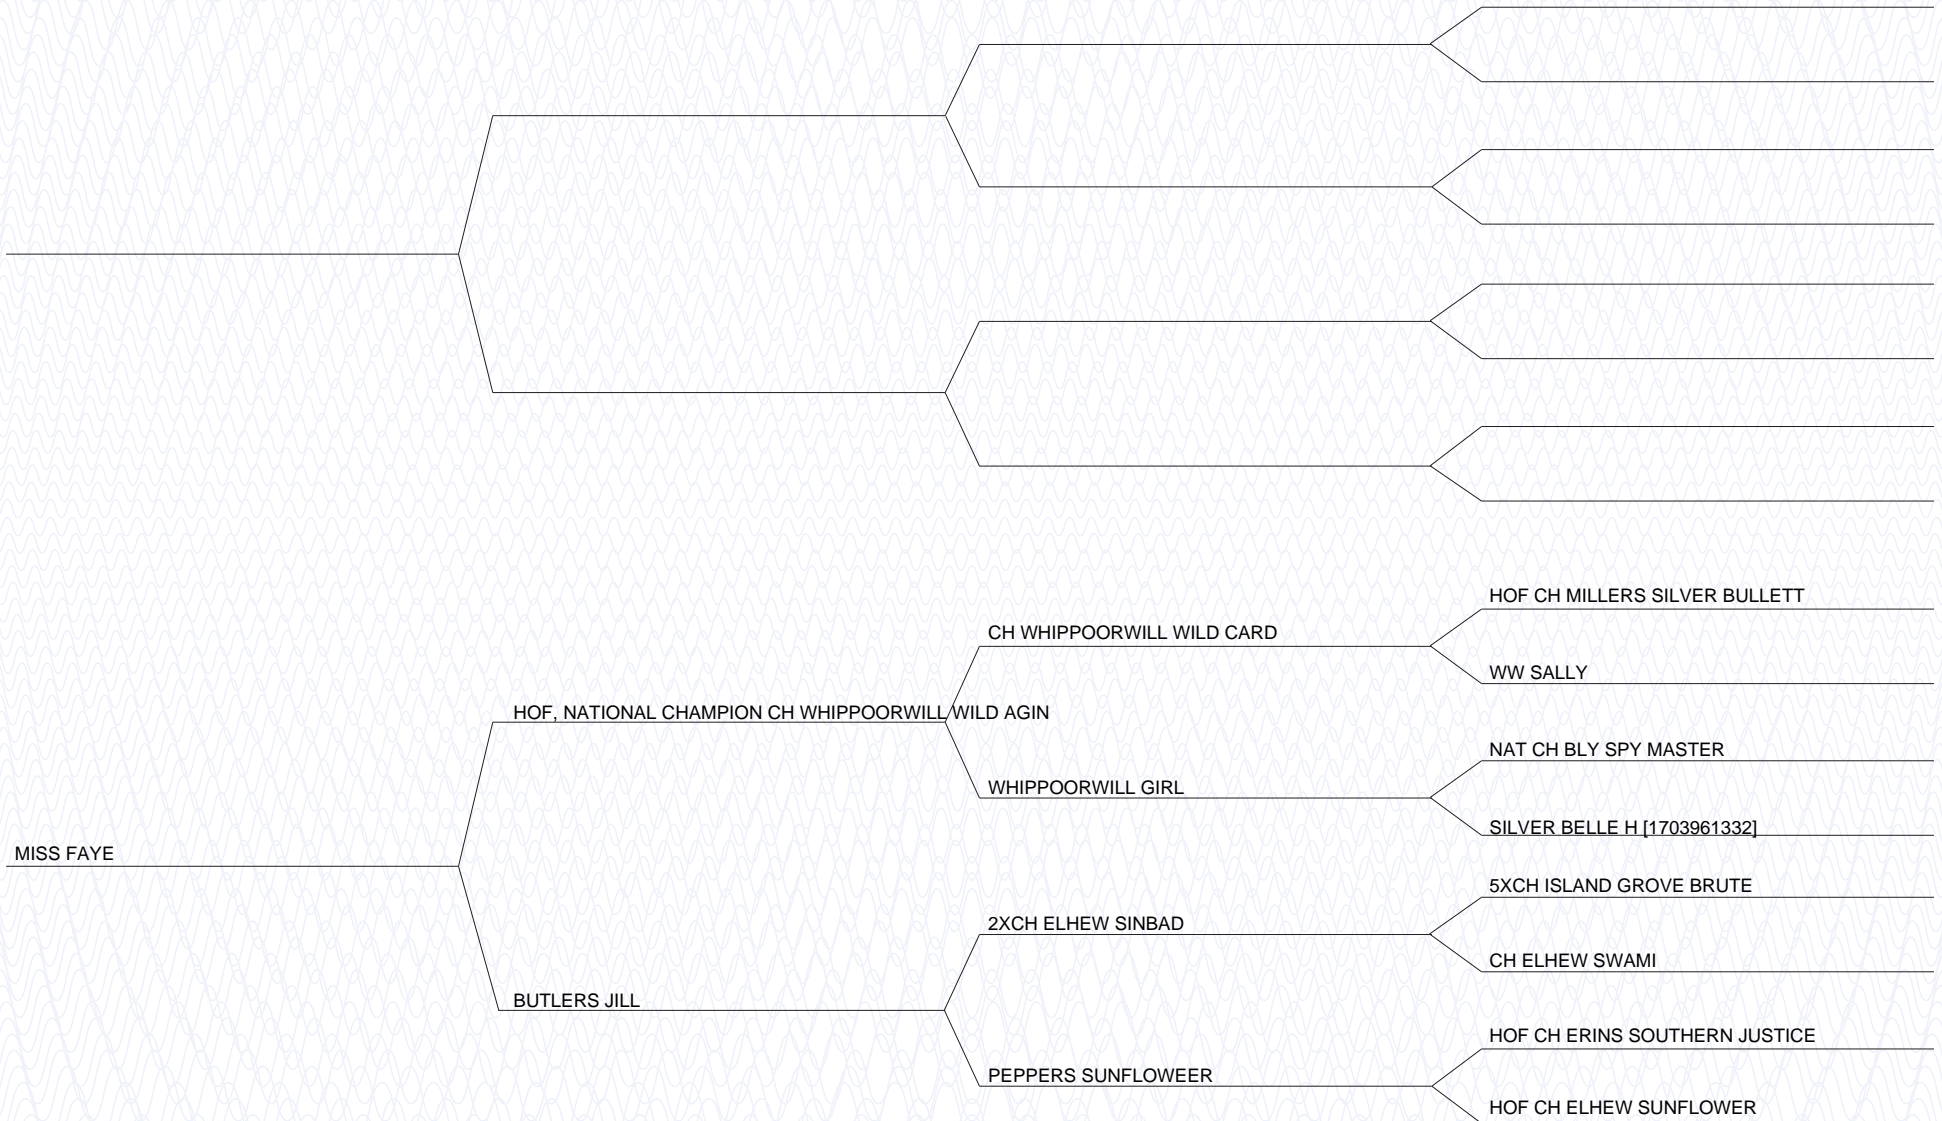 HOF CH MILLERS SILVER BULLETT
CH WHIPPOORWILL WILD CARD
WW SALLY
HOF, NATIONAL CHAMPION CH WHIPPOORWILL WILD AGIN
NAT CH BLY SPY MASTER
WHIPPOORWILL GIRL
SILVER BELLE H [1703961332]
MISS FAYE
5XCH ISLAND GROVE BRUTE
2XCH ELHEW SINBAD
CH ELHEW SWAMI
BUTLERS JILL
HOF CH ERINS SOUTHERN JUSTICE
PEPPERS SUNFLOWEER
HOF CH ELHEW SUNFLOWER